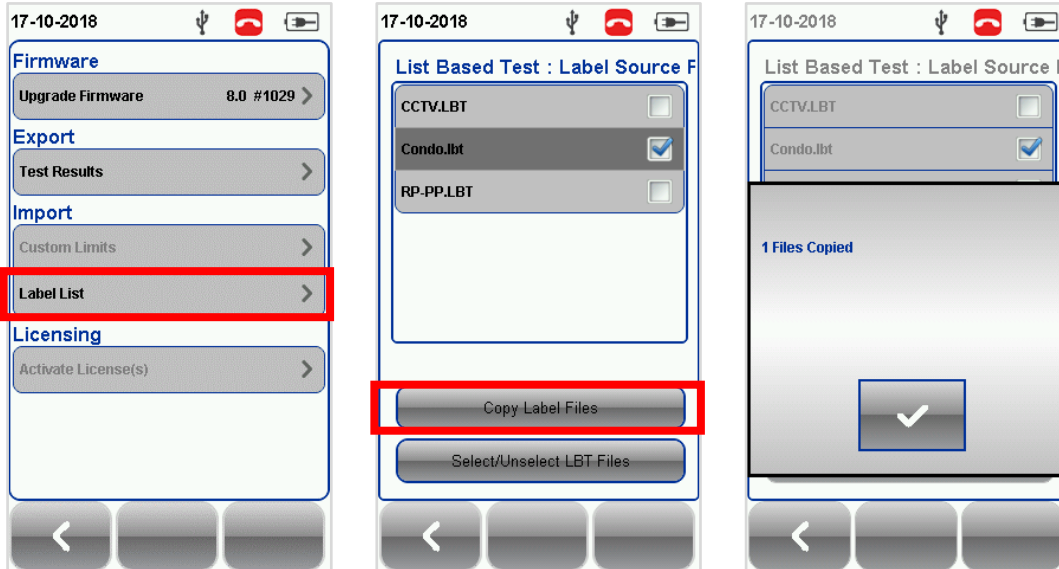 17-10-2018
Firmware
Upgrade Firmware 8.0 #1029
Export
Test Results
Import
Custom Limits
Label List
Licensing
Activate License(s)
17-10-2018
List Based Test : Label Source F
CCTV.LBT
Condo.lbt
RP-PP.LBT
Copy Label Files
Select/Unselect LBT Files
17-10-2018
List Based Test : Label Source
CCTV.LBT
Condo.lbt
1 Files Copied